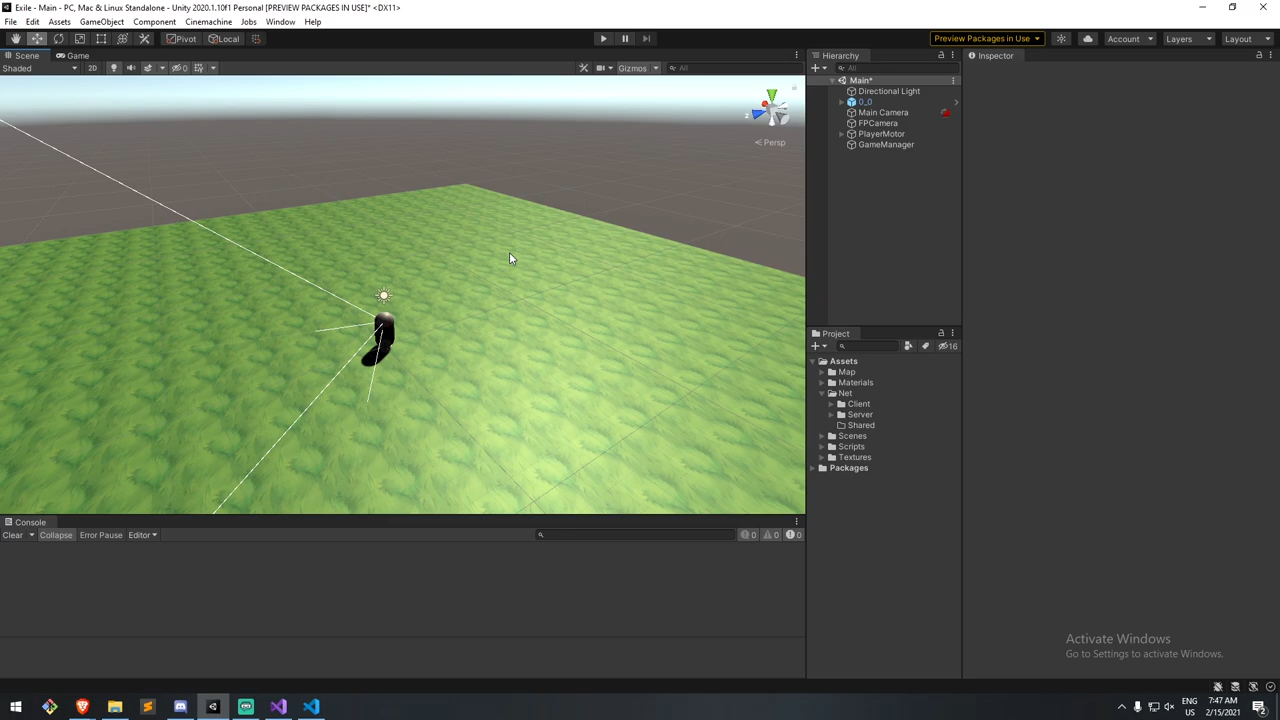 Exile - Main - PC, Mac & Linux Standalone - Unity 2020.1.10f1 Personal [PREVIEW PACKAGES IN USE]* <DX11>
File Edit Assets GameObject Component Cinemachine Jobs Window Help
Pivot Local Preview Packages in Use Account Layers Layout
Scene Game
Shaded 2D 0 Gizmos All
z
Persp
Hierarchy
All
Main*
Directional Light
0_0
Main Camera
FPCamera
PlayerMotor
GameManager
Inspector
Project
16
Assets
Map
Materials
Net
Client
Server
Shared
Scenes
Scripts
Textures
Packages
Console
Clear Collapse Error Pause Editor 0 0 0
Activate Windows
Go to Settings to activate Windows.
ENG 7:47 AM
US 2/15/2021
2